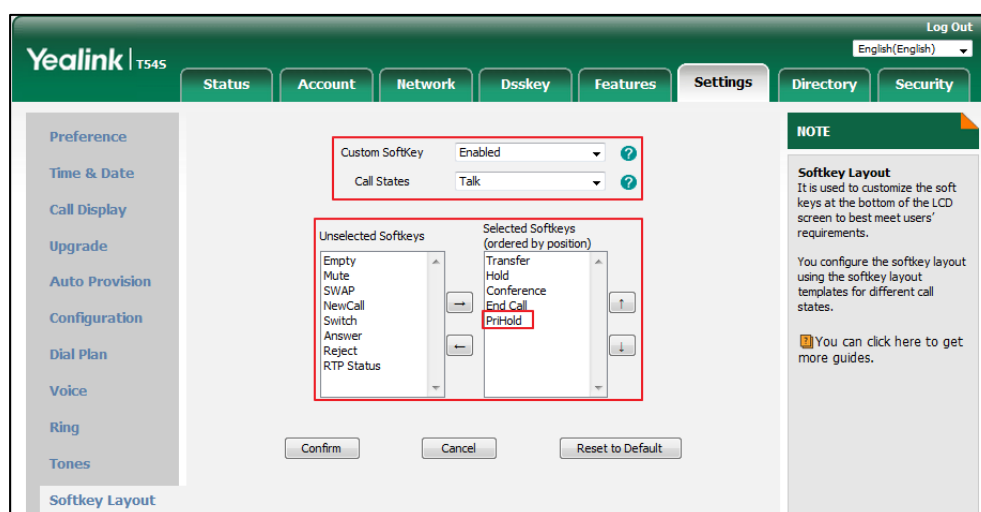 Log Out
English(English)
Yealink | T54S
Status Account Network Dsskey Features Settings Directory Security
Preference
Time & Date
Call Display
Upgrade
Auto Provision
Configuration
Dial Plan
Voice
Ring
Tones
Softkey Layout
Custom SoftKey Enabled ?
Call States Talk ?
Unselected Softkeys
Empty
Mute
SWAP
NewCall
Switch
Answer
Reject
RTP Status
→
←
Selected Softkeys
(ordered by position)
Transfer
Hold
Conference
End Call
PriHold
↑
↓
Confirm Cancel Reset to Default
NOTE
Softkey Layout
It is used to customize the soft
keys at the bottom of the LCD
screen to best meet users’
requirements.
You configure the softkey layout
using the softkey layout
templates for different call
states.
?You can click here to get
more guides.